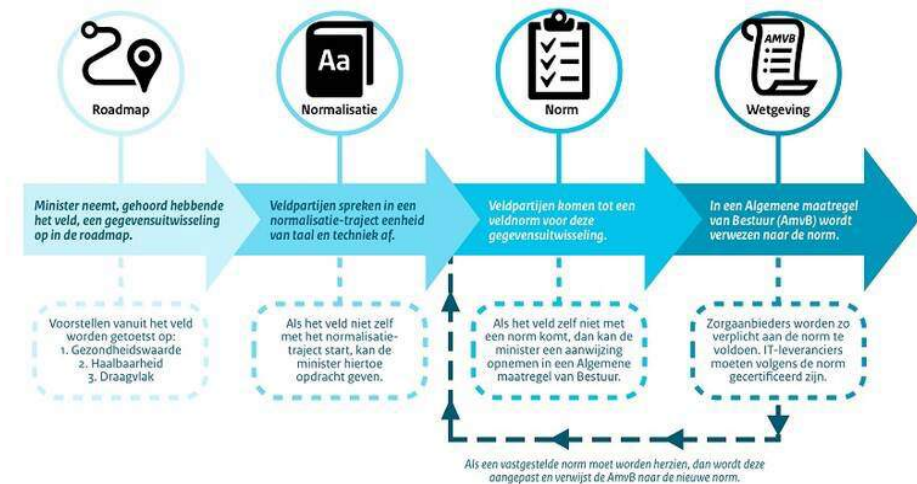 Roadmap
Aa
Normalisatie
Norm
AMVB
Wetgeving
Minister neemt, gehoord hebbende
het veld, een gegevensuitwisseling
op in de roadmap.
Veldpartijen spreken in een
normalisatie-traject eenheid
van taal en techniek af.
Veldpartijen komen tot een
veldnorm voor deze
gegevensuitwisseling.
In een Algemene maatregel
van Bestuur (AmvB) wordt
verwezen naar de norm.
Voorstellen vanuit het veld
worden getoetst op:
1. Gezondheidswaarde
2. Haalbaarheid
3. Draagvlak
Als het veld niet zelf
met het normalisatie-
traject start, kan de
minister hiertoe
opdracht geven.
Als het veld zelf niet met
een norm komt, dan kan de
minister een aanwijzing
opnemen in een Algemene
maatregel van Bestuur.
Zorgaanbieders worden zo
verplicht aan de norm te
voldoen. IT-leveranciers
moeten volgens de norm
gecertificeerd zijn.
Als een vastgestelde norm moet worden herzien, dan wordt deze
aangepast en verwijst de AmvB naar de nieuwe norm.